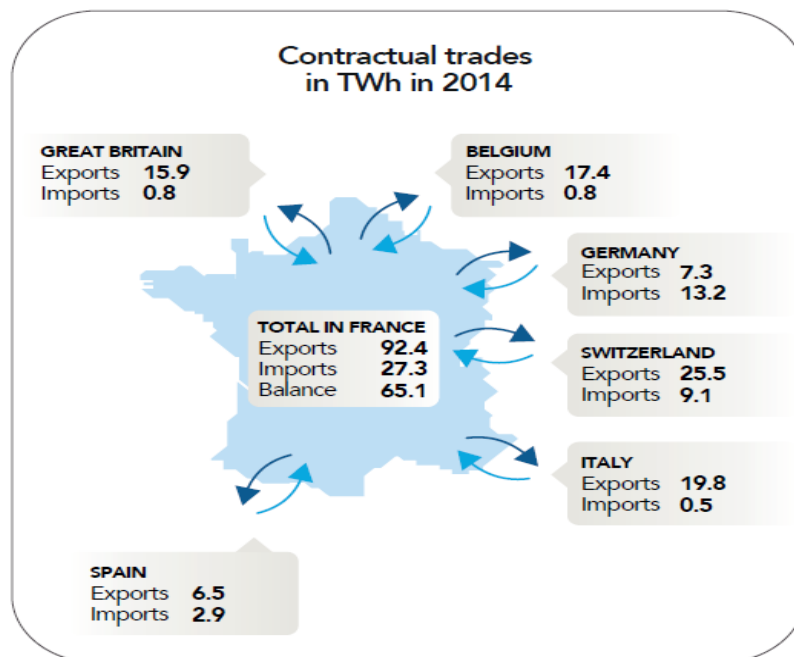 Contractual trades
in TWh in 2014
GREAT BRITAIN
Exports 15.9
Imports 0.8
BELGIUM
Exports 17.4
Imports 0.8
GERMANY
Exports 7.3
Imports 13.2
TOTAL IN FRANCE
Exports 92.4
Imports 27.3
Balance 65.1
SWITZERLAND
Exports 25.5
Imports 9.1
ITALY
Exports 19.8
Imports 0.5
SPAIN
Exports 6.5
Imports 2.9